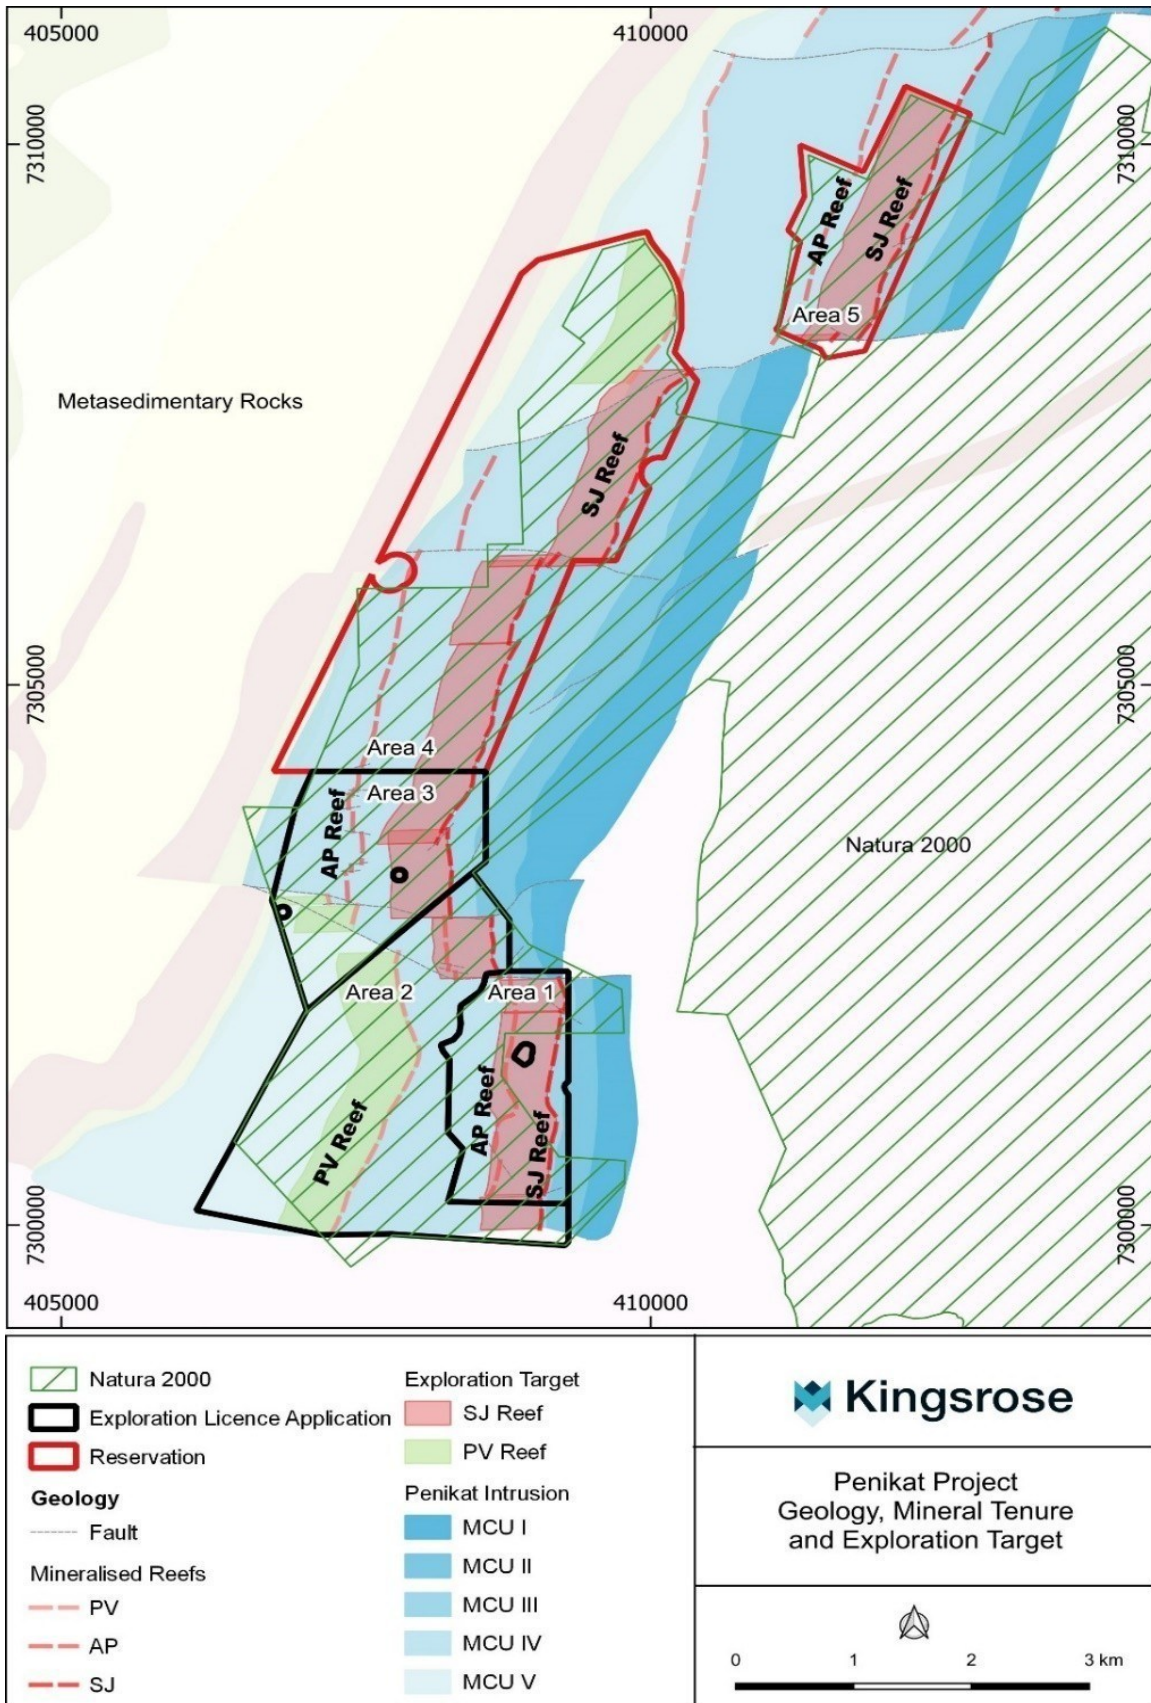 405000
410000
7310000
7310000
AP Reef
SJ Reef
Area 5
Metasedimentary Rocks
SJ Reef
7305000
7305000
Area 4
Area 3
AP Reef
Natura 2000
Area 2
Area 1
PV Reef
AP Reef
SJ Reef
7300000
7300000
405000
410000
Natura 2000
Exploration Licence Application
Reservation
Geology
Fault
Mineralised Reefs
PV
AP
SJ
Exploration Target
SJ Reef
PV Reef
Penikat Intrusion
MCU I
MCU II
MCU III
MCU IV
MCU V
Kingsrose
Penikat Project
Geology, Mineral Tenure
and Exploration Target
0 1 2 3 km